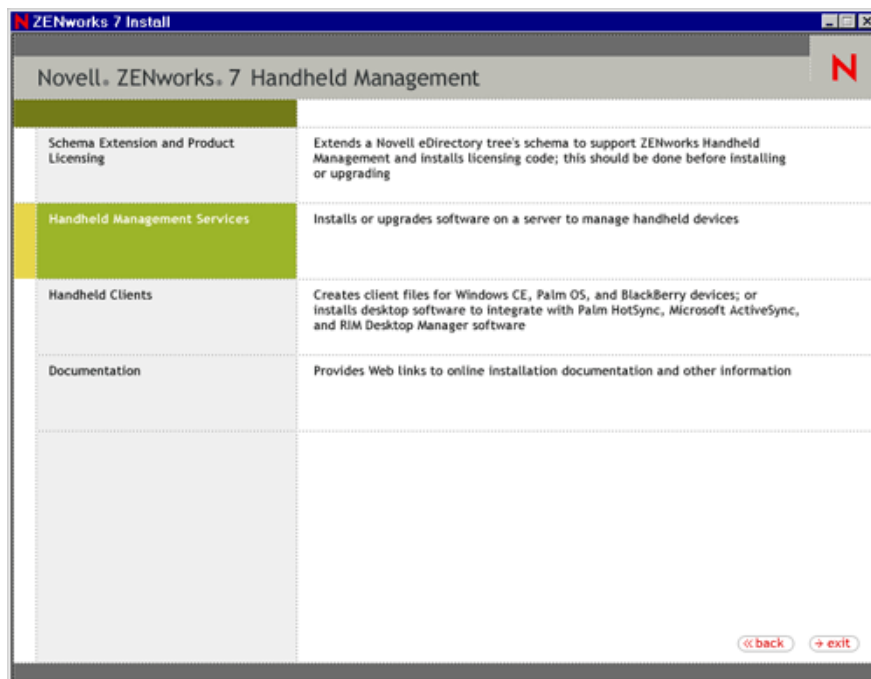 N ZENworks 7 Install
Novell® ZENworks® 7 Handheld Management
N
Schema Extension and Product
Licensing
Extends a Novell eDirectory tree's schema to support ZENworks Handheld
Management and installs licensing code; this should be done before installing
or upgrading
Handheld Management Services
Installs or upgrades software on a server to manage handheld devices
Handheld Clients
Creates client files for Windows CE, Palm OS, and BlackBerry devices; or
installs desktop software to integrate with Palm HotSync, Microsoft ActiveSync,
and RIM Desktop Manager software
Documentation
Provides Web links to online installation documentation and other information
«back
→ exit